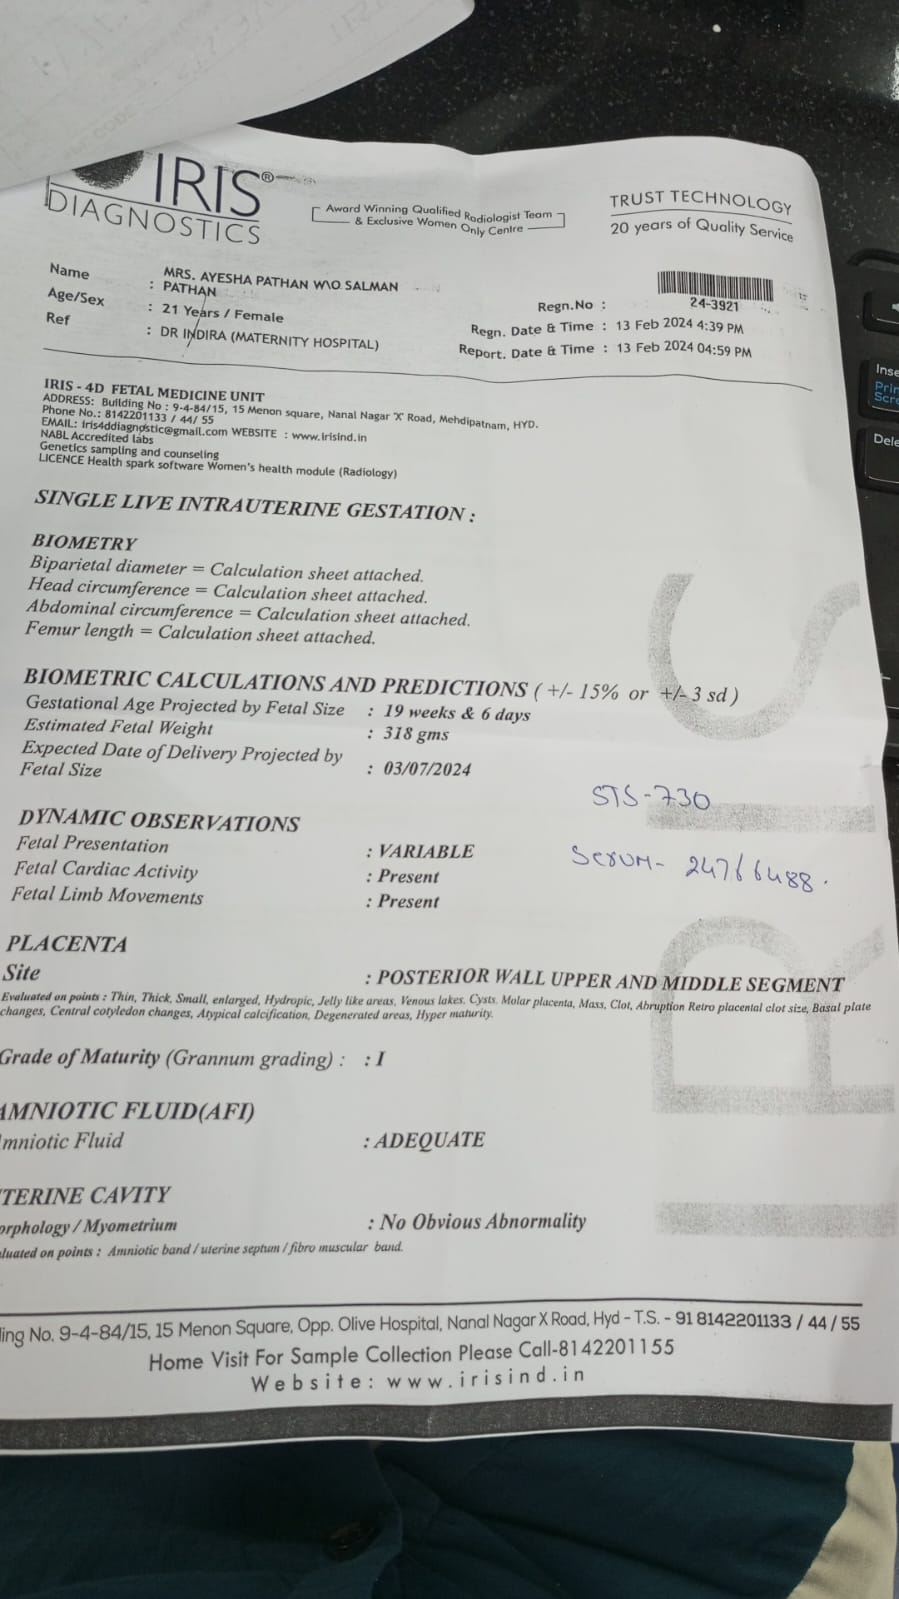 IRIS®
DIAGNOSTICS
Award Winning Qualified Radiologist Team
& Exclusive Women Only Centre
TRUST TECHNOLOGY
20 years of Quality Service
Name : MRS. AYESHA PATHAN W\O SALMAN PATHAN
Age/Sex : 21 Years / Female
Ref : DR INDIRA (MATERNITY HOSPITAL)
Regn.No : 24-3921
Regn. Date & Time : 13 Feb 2024 4:39 PM
Report. Date & Time : 13 Feb 2024 04:59 PM
IRIS - 4D FETAL MEDICINE UNIT
ADDRESS: Building No : 9-4-84/15, 15 Menon square, Nanal Nagar 'X' Road, Mehdipatnam, HYD.
Phone No.: 8142201133 / 44/ 55
EMAIL: iris4ddiagnostic@gmail.com WEBSITE : www.irisind.in
NABL Accredited labs
Genetics sampling and counseling
LICENCE Health spark software Women's health module (Radiology)
SINGLE LIVE INTRAUTERINE GESTATION :
BIOMETRY
Biparietal diameter = Calculation sheet attached.
Head circumference = Calculation sheet attached.
Abdominal circumference = Calculation sheet attached.
Femur length = Calculation sheet attached.
BIOMETRIC CALCULATIONS AND PREDICTIONS ( +/- 15% or +/- 3 sd )
Gestational Age Projected by Fetal Size : 19 weeks & 6 days
Estimated Fetal Weight : 318 gms
Expected Date of Delivery Projected by
Fetal Size : 03/07/2024
STS-730
DYNAMIC OBSERVATIONS
Fetal Presentation : VARIABLE
Serum- 24766488.
Fetal Cardiac Activity : Present
Fetal Limb Movements : Present
PLACENTA
Site : POSTERIOR WALL UPPER AND MIDDLE SEGMENT
Evaluated on points : Thin, Thick, Small, enlarged, Hydropic, Jelly like areas, Venous lakes, Cysts, Molar placenta, Mass, Clot, Abruption Retro placental clot size, Basal plate
changes, Central cotyledon changes, Atypical calcification, Degenerated areas, Hyper maturity.
Grade of Maturity (Grannum grading) : : I
AMNIOTIC FLUID(AFI)
mniotic Fluid : ADEQUATE
TERINE CAVITY
orphology / Myometrium : No Obvious Abnormality
luated on points : Amniotic band / uterine septum / fibro muscular band.
ing No. 9-4-84/15, 15 Menon Square, Opp. Olive Hospital, Nanal Nagar X Road, Hyd - T.S. - 91 8142201133 / 44 / 55
Home Visit For Sample Collection Please Call-8142201155
Website: www.irisind.in
IRIS
Inse
Prin
Scre
Dele